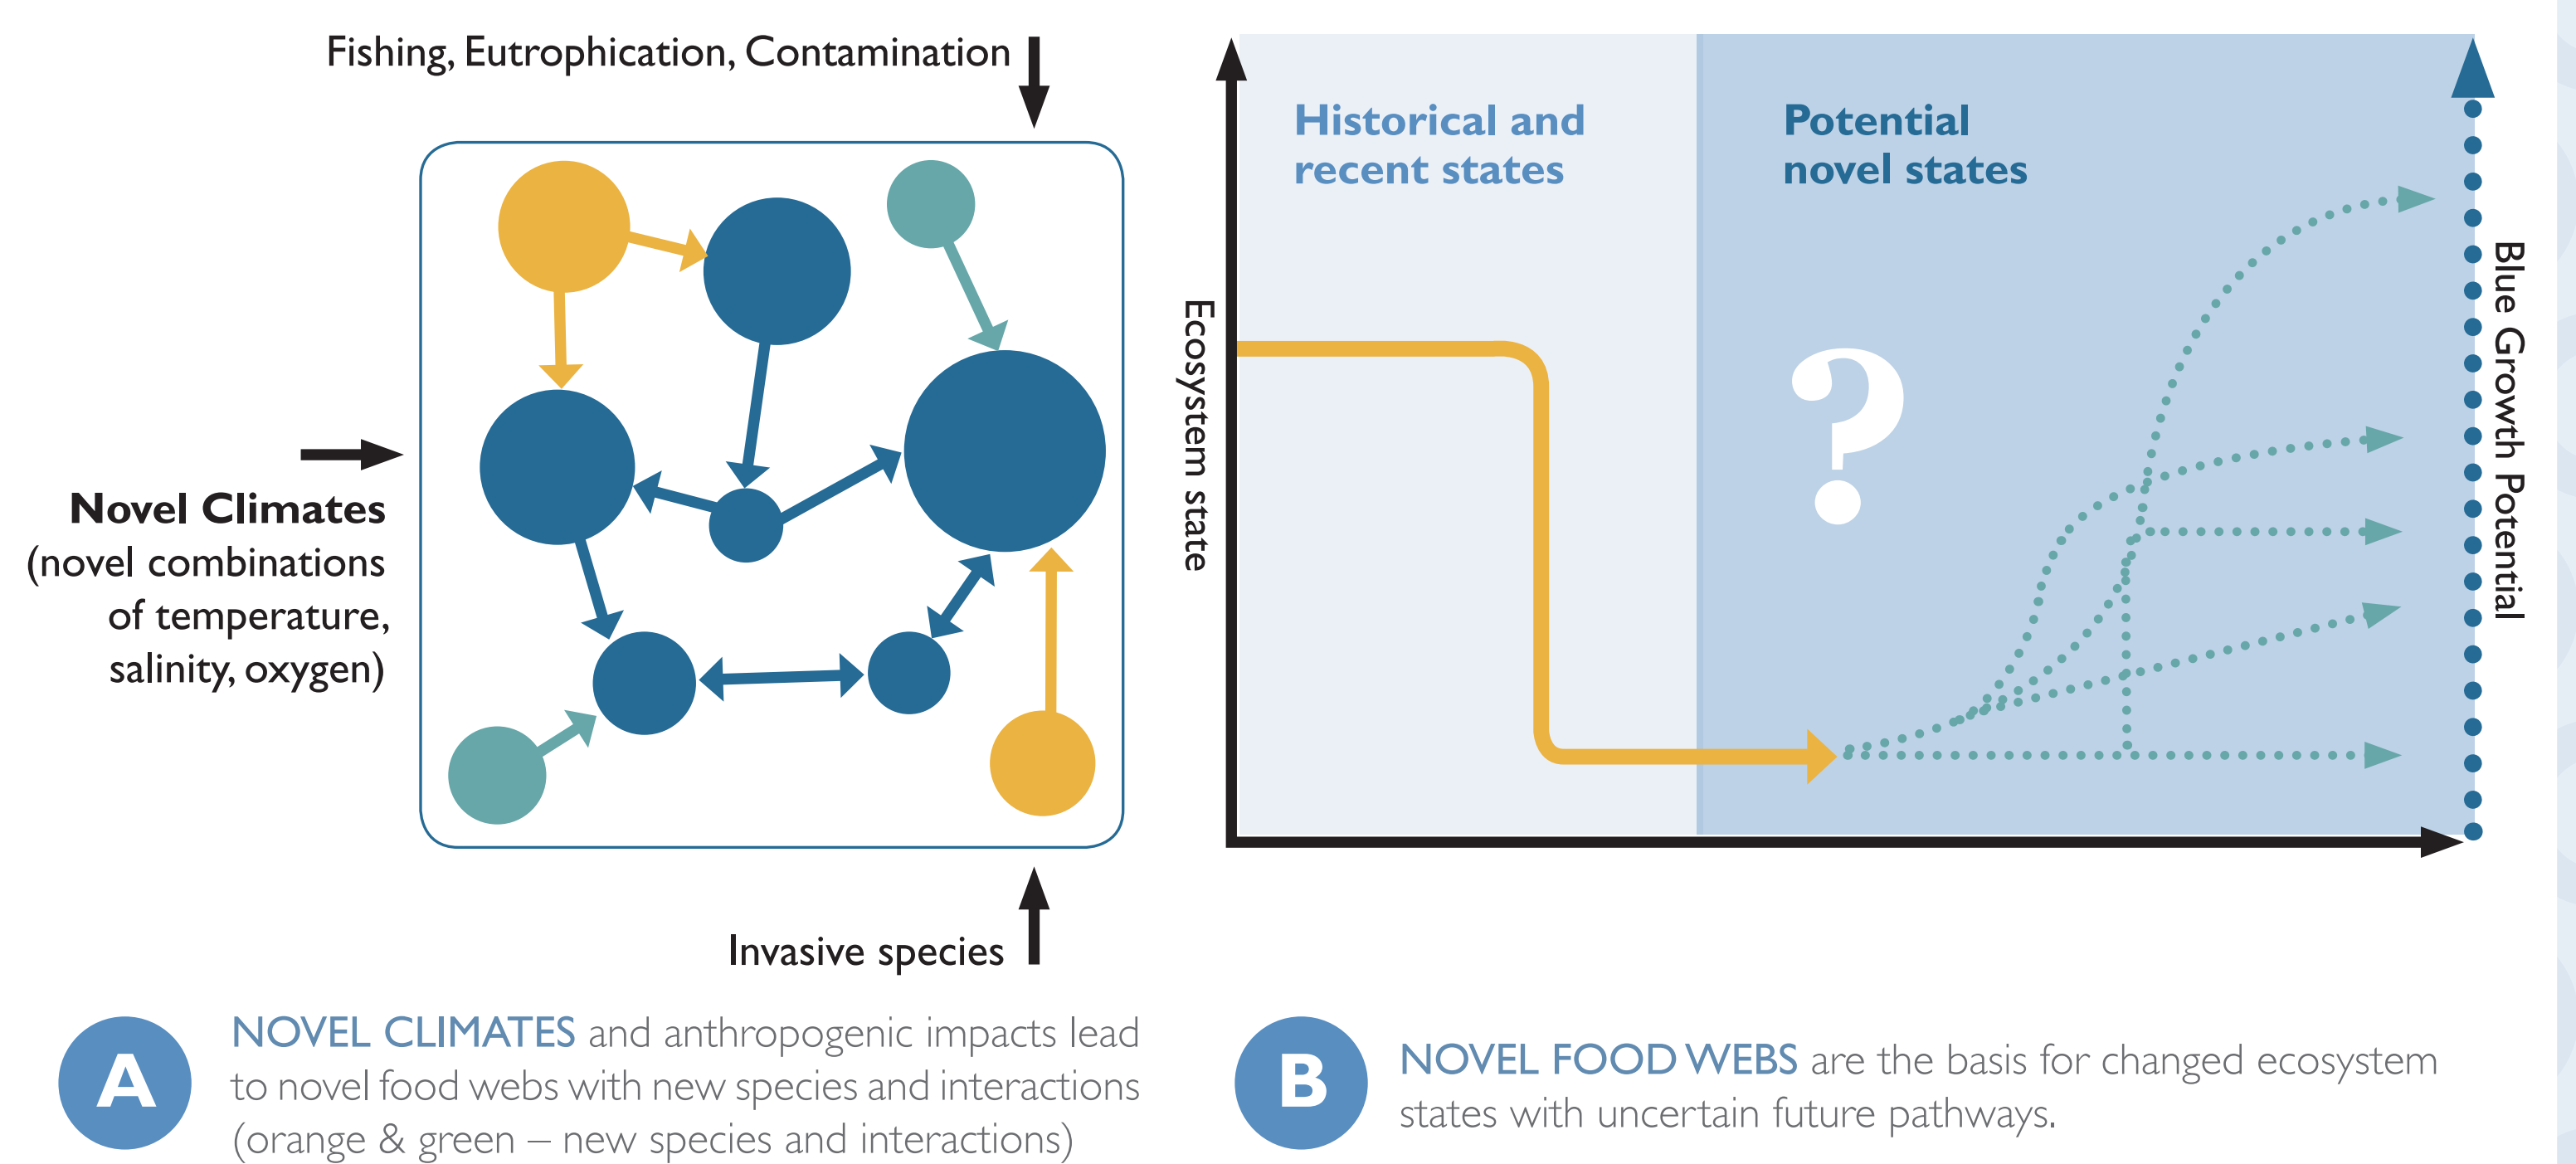 Fishing, Eutrophication, Contamination
Novel Climates
(novel combinations
of temperature,
salinity, oxygen)
Invasive species
A
NOVEL CLIMATES and anthropogenic impacts lead
to novel food webs with new species and interactions
(orange & green – new species and interactions)
Ecosystem state
Historical and
recent states
Potential
novel states
?
Blue Growth Potential
B
NOVEL FOOD WEBS are the basis for changed ecosystem
states with uncertain future pathways.